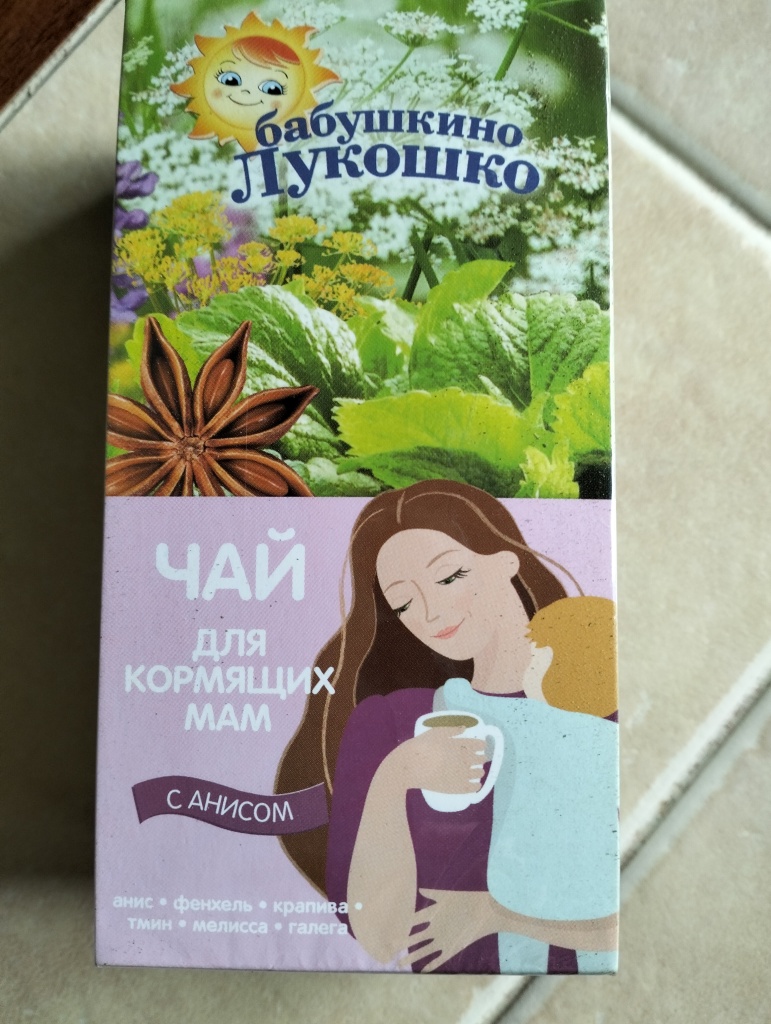 бабушкино
Лукошко
ЧАЙ
ДЛЯ
КОРМЯЩИХ
МАМ
С АНИСОМ
анис • фенхель • крапива •
тмин • мелисса • галега